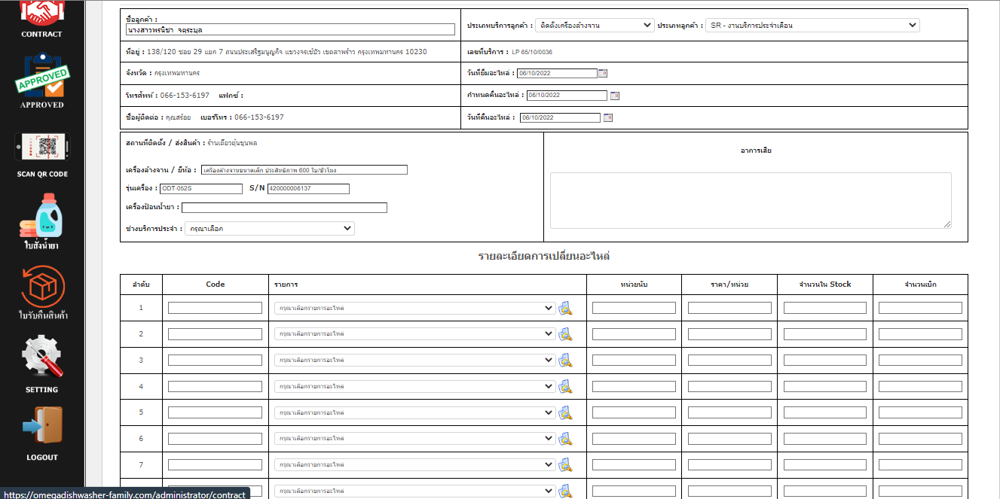 CONTRACT
APPROVED
APPROVED
SCAN QR CODE
ใบสั่งน้ำยา
ใบรับคืนสินค้า
SETTING
LOGOUT
ชื่อลูกค้า :
นางสาวพรนิชา จตุระบุล
ประเภทบริการลูกค้า : ติดตั้งเครื่องล้างจาน ประเภทลูกค้า : SR - งานบริการประจำเดือน
ที่อยู่ : 138/120 ซอย 29 แยก 7 ถนนประเสริฐมนูญกิจ แขวงจรเข้บัว เขตลาพร้าว กรุงเทพมหานคร 10230
เลขที่บริการ : LP 65/10/0036
จังหวัด : กรุงเทพมหานคร
วันที่ยืมอะไหล่ : 06/10/2022
โทรศัพท์ : 066-153-6197 แฟกซ์ :
กำหนดคืนอะไหล่ : 06/10/2022
ชื่อผู้ติดต่อ : คุณสร้อย เบอร์โทร : 066-153-6197
วันที่คืนอะไหล่ : 06/10/2022
สถานที่ติดตั้ง / ส่งสินค้า : ร้านเตี๋ยวตุ๋นขุนพล
อาการเสีย
เครื่องล้างจาน / ยี่ห้อ : เครื่องล้างจานขนาดเล็ก ประสิทธิภาพ 600 ใบ/ชั่วโมง
รุ่นเครื่อง : ODT-052S S/N 420000006137
เครื่องป้อนน้ำยา :
ช่างบริการประจำ : กรุณาเลือก
รายละเอียดการเปลี่ยนอะไหล่
ลำดับ Code รายการ หน่วยนับ ราคา/หน่วย จำนวนใน Stock จำนวนเบิก
1 กรุณาเลือกรายการอะไหล่
2 กรุณาเลือกรายการอะไหล่
3 กรุณาเลือกรายการอะไหล่
4 กรุณาเลือกรายการอะไหล่
5 กรุณาเลือกรายการอะไหล่
6 กรุณาเลือกรายการอะไหล่
7 กรุณาเลือกรายการอะไหล่
กรุณาเลือกรายการอะไหล่
https://omegadishwasher-family.com/administrator/contract